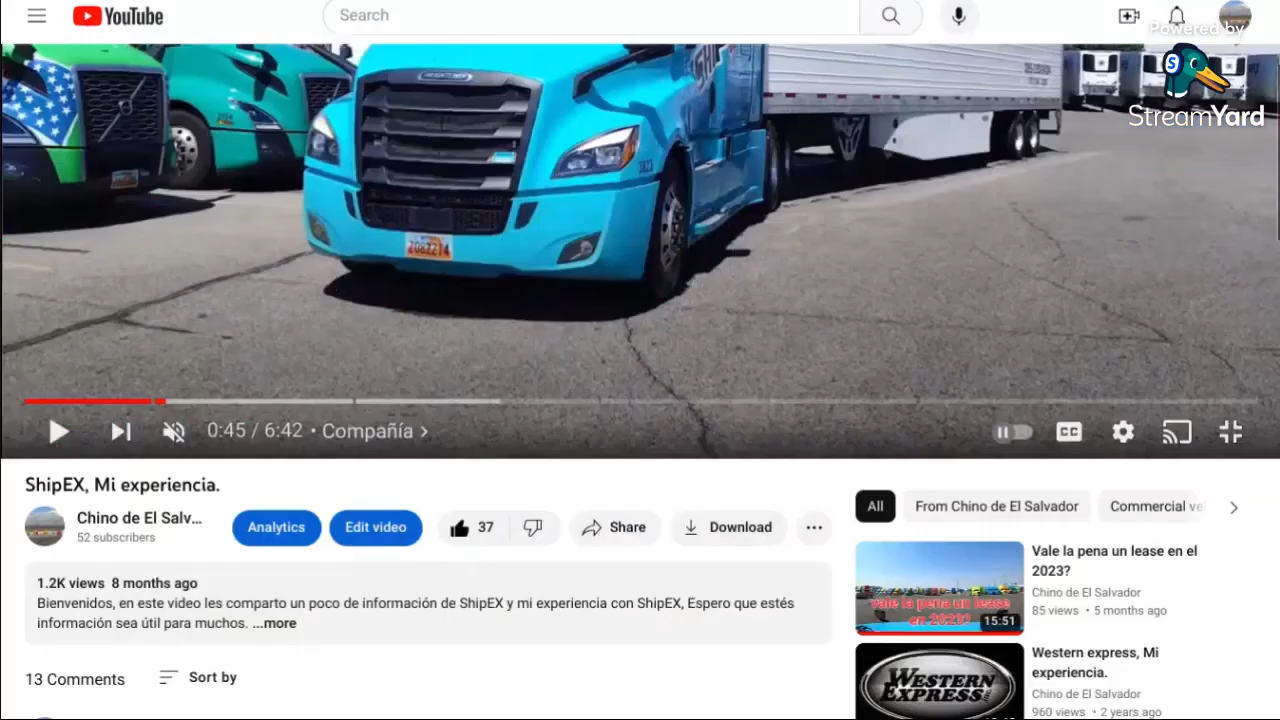 YouTube
Search
Powered by
StreamYard
2082214
0:45 / 6:42 • Compañía
CC
ShipEX, Mi experiencia.
Chino de El Salv...
52 subscribers
Analytics
Edit video
37
Share
Download
1.2K views 8 months ago
Bienvenidos, en este video les comparto un poco de información de ShipEX y mi experiencia con ShipEX, Espero que estés
información sea útil para muchos. ...more
13 Comments
Sort by
All
From Chino de El Salvador
Commercial ve
vale la pena un lease
en el 2023?
15:51
Vale la pena un lease en el
2023?
Chino de El Salvador
85 views • 5 months ago
WESTERN
EXPRESS
Western express, Mi
experiencia.
Chino de El Salvador
960 views • 2 years ago